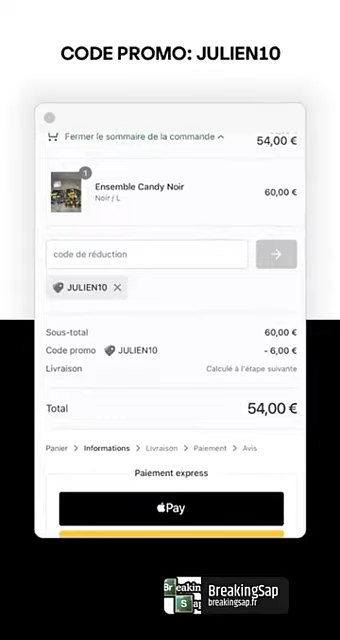 CODE PROMO: JULIEN10
Fermer le sommaire de la commande
54,00 €
1
Ensemble Candy Noir
60,00 €
Noir / L
code de réduction
JULIEN10
Sous-total
60,00 €
Code promo JULIEN10
- 6,00 €
Livraison
Calculé à l'étape suivante
Total
54,00 €
Panier > Informations > Livraison > Paiement > Avis
Paiement express
Pay
BreakingSap
breakingsap.fr